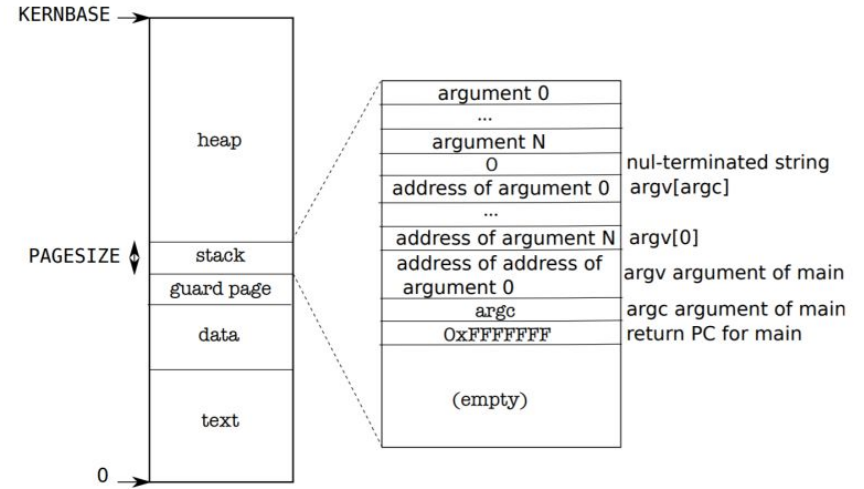 KERNBASE
heap
PAGESIZE
stack
guard page
data
text
0
argument 0
...
argument N
0
nul-terminated string
address of argument 0
argv[argc]
...
address of argument N
argv[0]
address of address of
argument 0
argv argument of main
argc
argc argument of main
0xFFFFFFF
return PC for main
(empty)